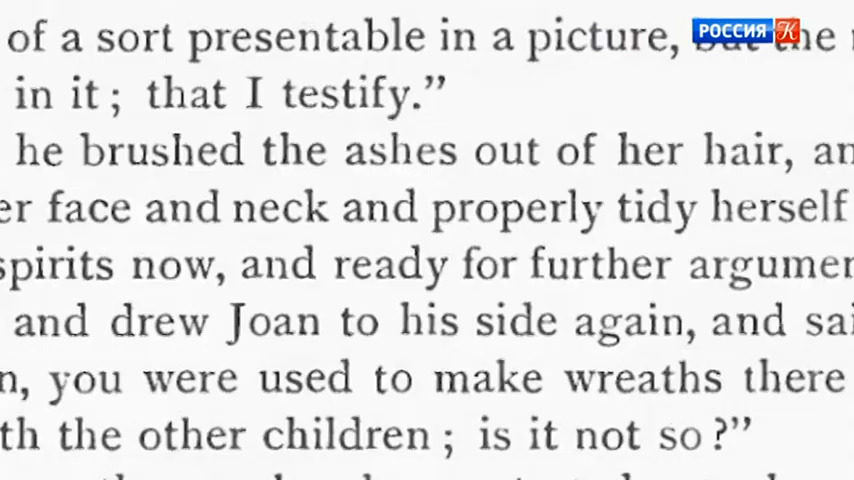 of a sort presentable in a picture, but the
РОССИЯ К
in it; that I testify.”
he brushed the ashes out of her hair, an
er face and neck and properly tidy herself
spirits now, and ready for further argumen
and drew Joan to his side again, and sai
n, you were used to make wreaths there
th the other children; is it not so?”